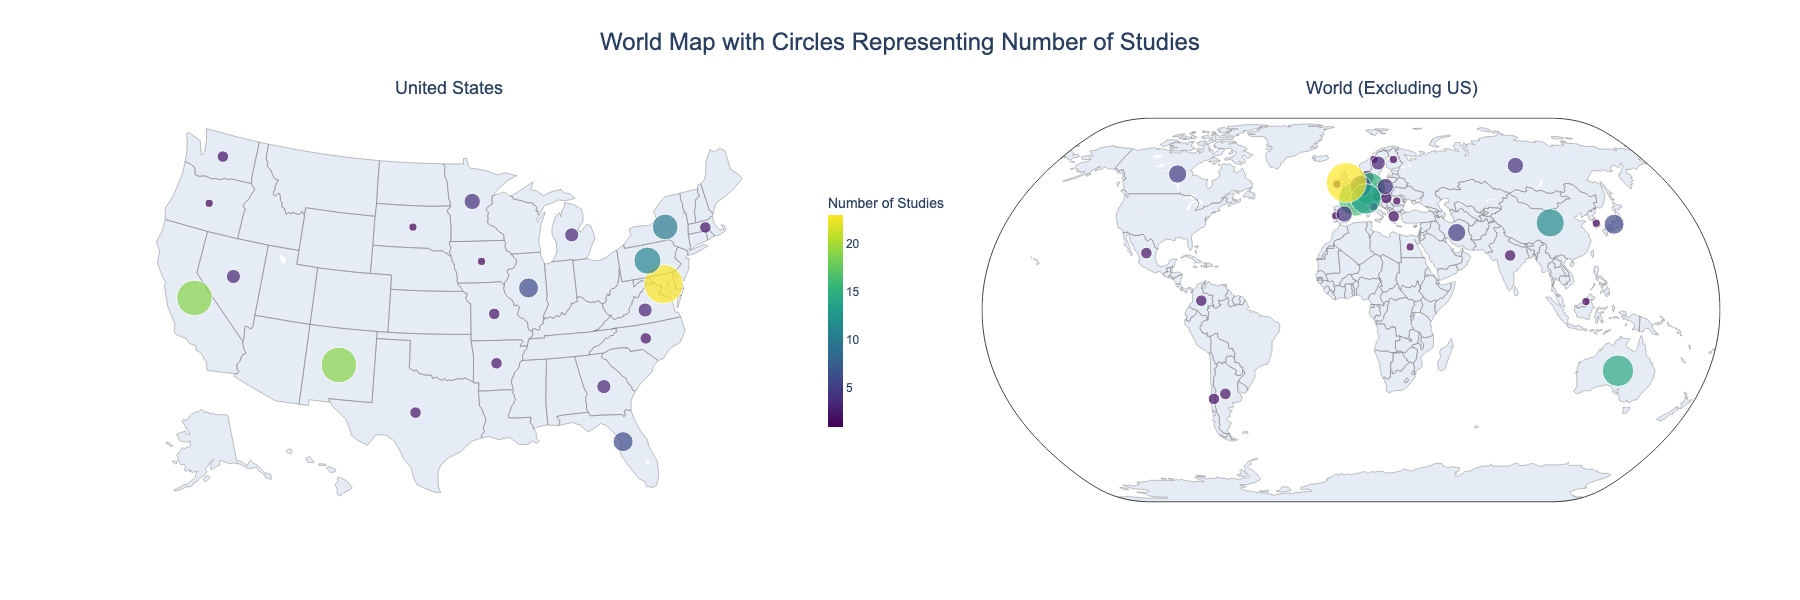 World Map with Circles Representing Number of Studies
United States
World (Excluding US)
Number of Studies
20
15
10
5